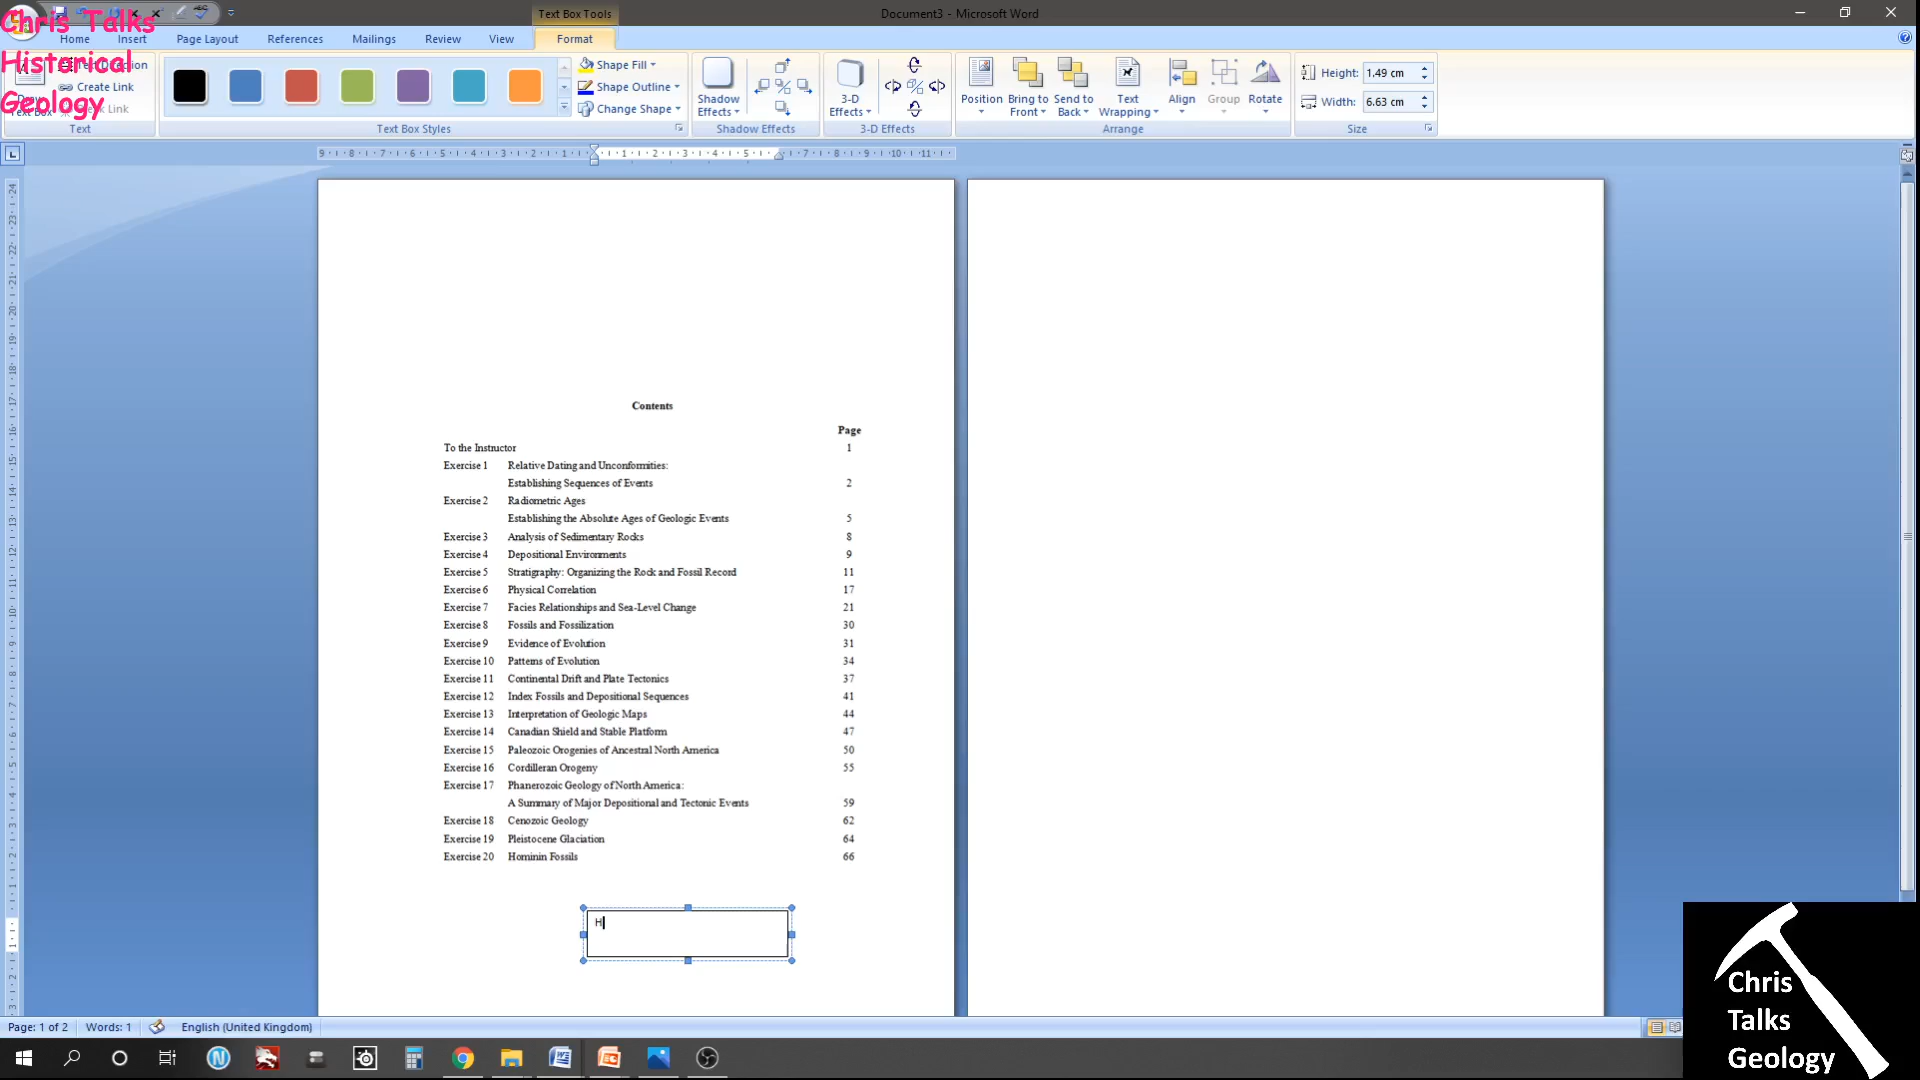 Document3 - Microsoft Word
Text Box Tools
Chris Talks
Historical
Geology
Home Insert Page Layout References Mailings Review View Format
Text Direction
Create Link
Link
Text Box
Text
Shape Fill
Shape Outline
Change Shape
Text Box Styles
Shadow
Effects
Shadow Effects
3-D
Effects
3-D Effects
Position
Bring to
Front
Send to
Back
Text
Wrapping
Align
Group
Rotate
Arrange
Height: 1.49 cm
Width: 6.63 cm
Size
Contents
Page
To the Instructor 1
Exercise 1 Relative Dating and Unconformities:
Establishing Sequences of Events 2
Exercise 2 Radiometric Ages
Establishing the Absolute Ages of Geologic Events 5
Exercise 3 Analysis of Sedimentary Rocks 8
Exercise 4 Depositional Environments 9
Exercise 5 Stratigraphy: Organizing the Rock and Fossil Record 11
Exercise 6 Physical Correlation 17
Exercise 7 Facies Relationships and Sea-Level Change 21
Exercise 8 Fossils and Fossilization 30
Exercise 9 Evidence of Evolution 31
Exercise 10 Patterns of Evolution 34
Exercise 11 Continental Drift and Plate Tectonics 37
Exercise 12 Index Fossils and Depositional Sequences 41
Exercise 13 Interpretation of Geologic Maps 44
Exercise 14 Canadian Shield and Stable Platform 47
Exercise 15 Paleozoic Orogenies of Ancestral North America 50
Exercise 16 Cordilleran Orogeny 55
Exercise 17 Phanerozoic Geology of North America:
A Summary of Major Depositional and Tectonic Events 59
Exercise 18 Cenozoic Geology 62
Exercise 19 Pleistocene Glaciation 64
Exercise 20 Hominin Fossils 66
H
Page: 1 of 2 Words: 1 English (United Kingdom)
Chris
Talks
Geology